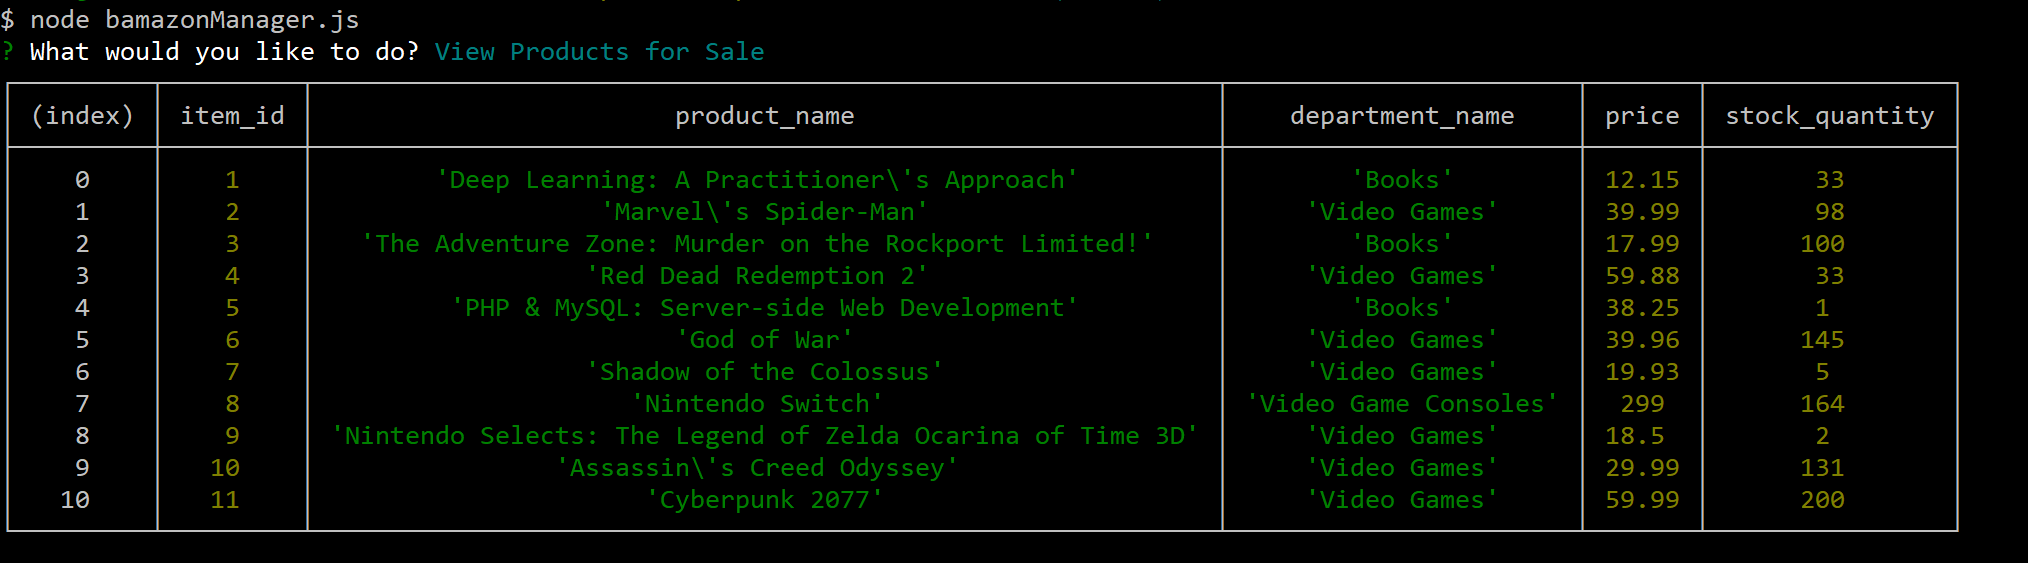 $ node bamazonManager.js
? What would you like to do? View Products for Sale
(index) item_id product_name department_name price stock_quantity
0 1 'Deep Learning: A Practitioner\'s Approach' 'Books' 12.15 33
1 2 'Marvel\'s Spider-Man' 'Video Games' 39.99 98
2 3 'The Adventure Zone: Murder on the Rockport Limited!' 'Books' 17.99 100
3 4 'Red Dead Redemption 2' 'Video Games' 59.88 33
4 5 'PHP & MySQL: Server-side Web Development' 'Books' 38.25 1
5 6 'God of War' 'Video Games' 39.96 145
6 7 'Shadow of the Colossus' 'Video Games' 19.93 5
7 8 'Nintendo Switch' 'Video Game Consoles' 299 164
8 9 'Nintendo Selects: The Legend of Zelda Ocarina of Time 3D' 'Video Games' 18.5 2
9 10 'Assassin\'s Creed Odyssey' 'Video Games' 29.99 131
10 11 'Cyberpunk 2077' 'Video Games' 59.99 200